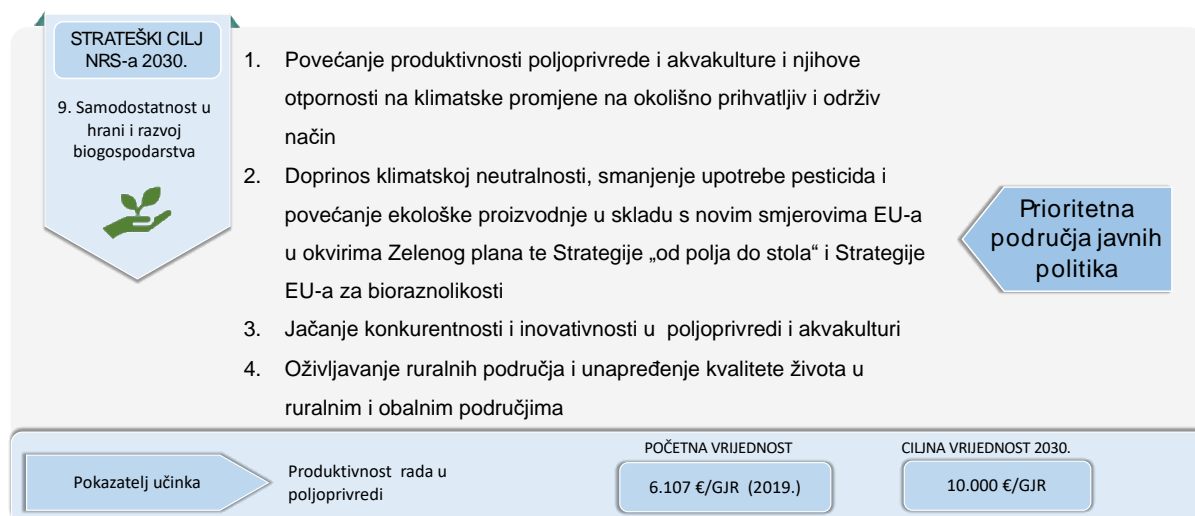 STRATEŠKI CILJ
NRS-a 2030.
9. Samodostatnost u
hrani i razvoj
biogospodarstva
1. Povećanje produktivnosti poljoprivrede i akvakulture i njihove
otpornosti na klimatske promjene na okolišno prihvatljiv i održiv
način
2. Doprinos klimatskoj neutralnosti, smanjenje upotrebe pesticida i
povećanje ekološke proizvodnje u skladu s novim smjerovima EU-a
u okvirima Zelenog plana te Strategije „od polja do stola“ i Strategije
EU-a za bioraznolikosti
3. Jačanje konkurentnosti i inovativnosti u poljoprivredi i akvakulturi
4. Oživljavanje ruralnih područja i unapređenje kvalitete života u
ruralnim i obalnim područjima
Prioritetna
područja javnih
politika
Pokazatelj učinka
Produktivnost rada u
poljoprivredi
POČETNA VRIJEDNOST
6.107 €/GJR (2019.)
CILJNA VRIJEDNOST 2030.
10.000 €/GJR